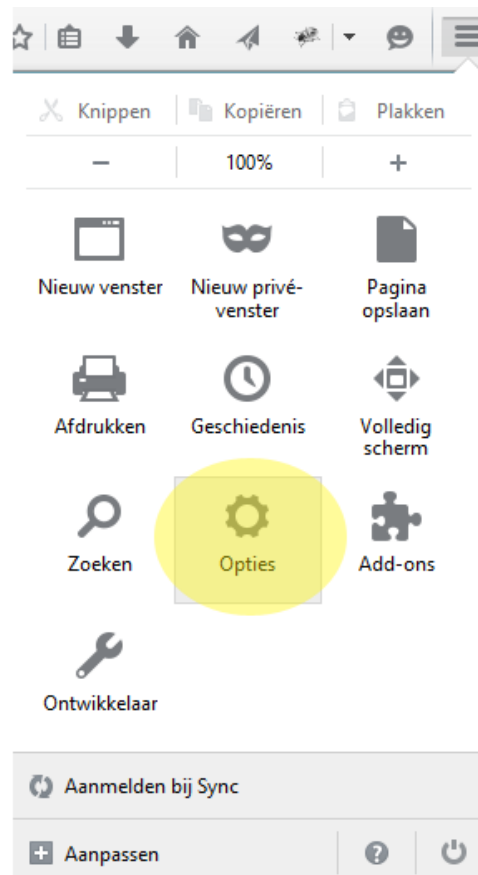 Knippen Kopiëren Plakken
− 100% +
Nieuw venster Nieuw privé- Pagina
venster opslaan
Afdrukken Geschiedenis Volledig
scherm
Zoeken Opties Add-ons
Ontwikkelaar
Aanmelden bij Sync
Aanpassen